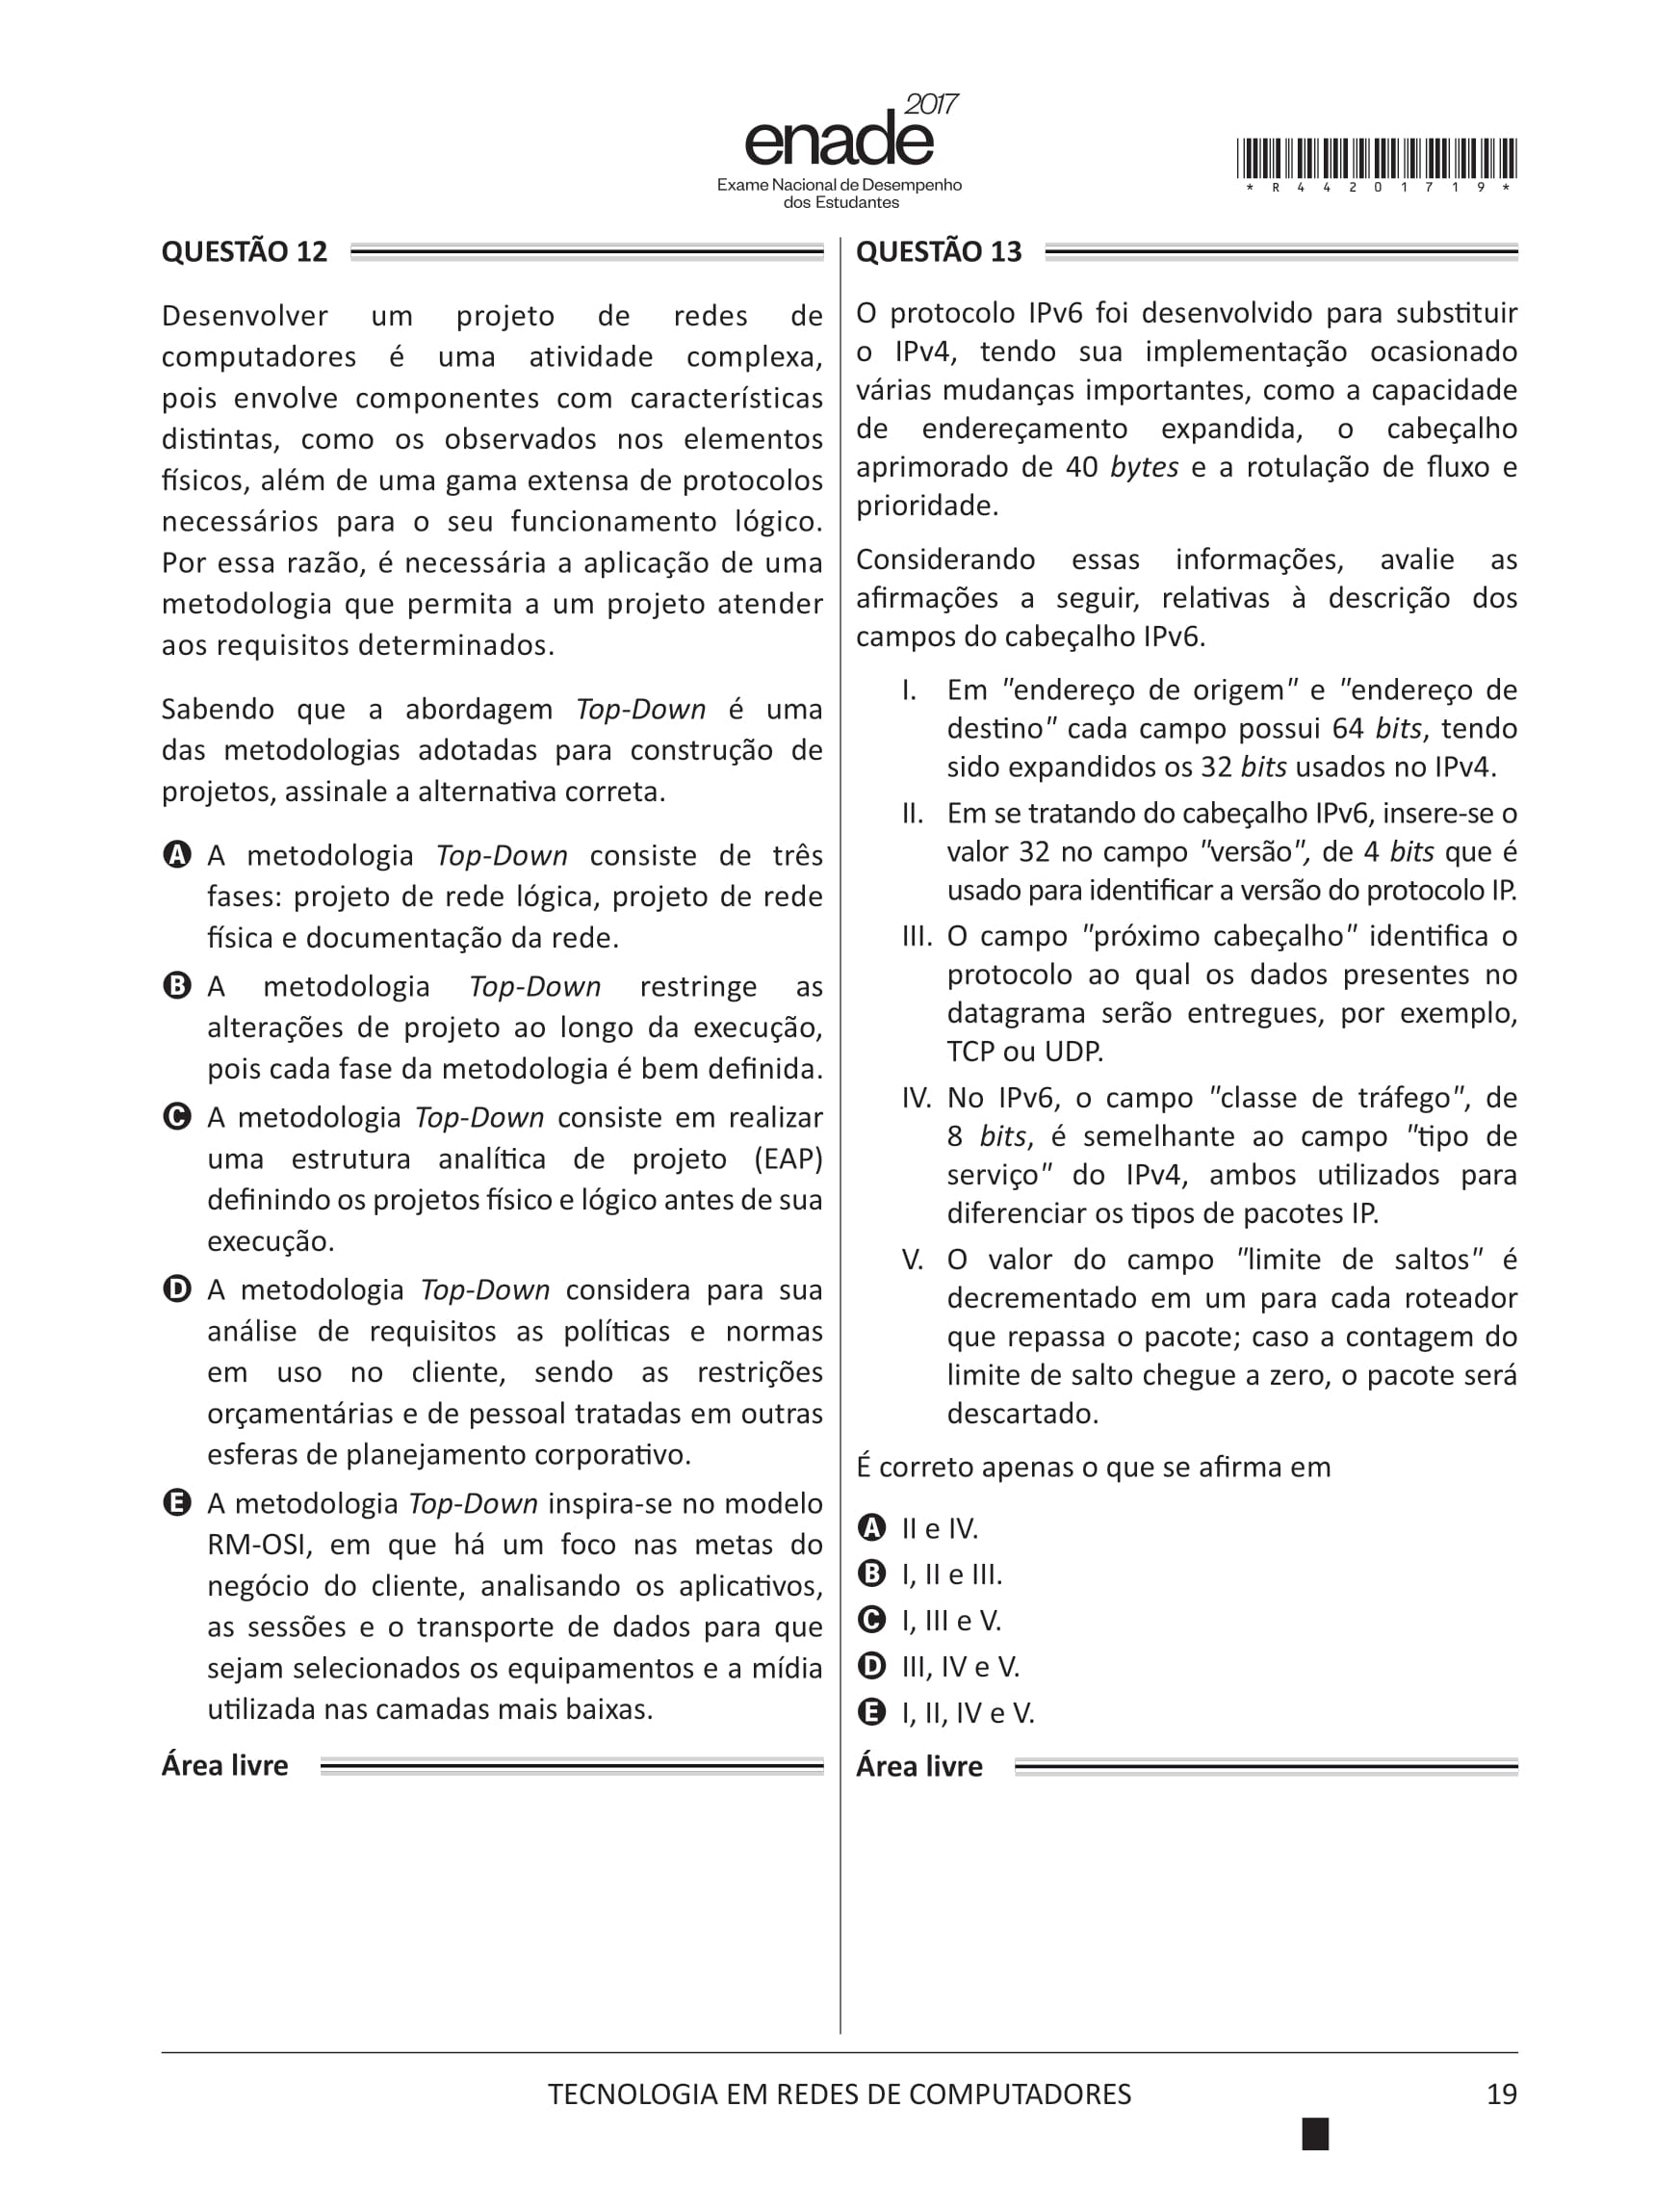 2017
enade
Exame Nacional de Desempenho
dos Estudantes
* R 4 4 2 0 1 7 1 9 *
QUESTÃO 12
Desenvolver um projeto de redes de
computadores é uma atividade complexa,
pois envolve componentes com características
distintas, como os observados nos elementos
físicos, além de uma gama extensa de protocolos
necessários para o seu funcionamento lógico.
Por essa razão, é necessária a aplicação de uma
metodologia que permita a um projeto atender
aos requisitos determinados.
Sabendo que a abordagem Top-Down é uma
das metodologias adotadas para construção de
projetos, assinale a alternativa correta.
A A metodologia Top-Down consiste de três
fases: projeto de rede lógica, projeto de rede
física e documentação da rede.
B A metodologia Top-Down restringe as
alterações de projeto ao longo da execução,
pois cada fase da metodologia é bem definida.
C A metodologia Top-Down consiste em realizar
uma estrutura analítica de projeto (EAP)
definindo os projetos físico e lógico antes de sua
execução.
D A metodologia Top-Down considera para sua
análise de requisitos as políticas e normas
em uso no cliente, sendo as restrições
orçamentárias e de pessoal tratadas em outras
esferas de planejamento corporativo.
E A metodologia Top-Down inspira-se no modelo
RM-OSI, em que há um foco nas metas do
negócio do cliente, analisando os aplicativos,
as sessões e o transporte de dados para que
sejam selecionados os equipamentos e a mídia
utilizada nas camadas mais baixas.
Área livre
QUESTÃO 13
O protocolo IPv6 foi desenvolvido para substituir
o IPv4, tendo sua implementação ocasionado
várias mudanças importantes, como a capacidade
de endereçamento expandida, o cabeçalho
aprimorado de 40 bytes e a rotulação de fluxo e
prioridade.
Considerando essas informações, avalie as
afirmações a seguir, relativas à descrição dos
campos do cabeçalho IPv6.
I. Em "endereço de origem" e "endereço de
destino" cada campo possui 64 bits, tendo
sido expandidos os 32 bits usados no IPv4.
II. Em se tratando do cabeçalho IPv6, insere-se o
valor 32 no campo "versão", de 4 bits que é
usado para identificar a versão do protocolo IP.
III. O campo "próximo cabeçalho" identifica o
protocolo ao qual os dados presentes no
datagrama serão entregues, por exemplo,
TCP ou UDP.
IV. No IPv6, o campo "classe de tráfego", de
8 bits, é semelhante ao campo "tipo de
serviço" do IPv4, ambos utilizados para
diferenciar os tipos de pacotes IP.
V. O valor do campo "limite de saltos" é
decrementado em um para cada roteador
que repassa o pacote; caso a contagem do
limite de salto chegue a zero, o pacote será
descartado.
É correto apenas o que se afirma em
A II e IV.
B I, II e III.
C I, III e V.
D III, IV e V.
E I, II, IV e V.
Área livre
TECNOLOGIA EM REDES DE COMPUTADORES
19